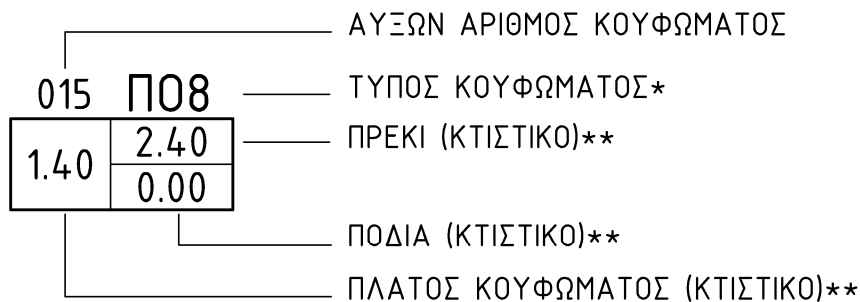 ΑΥΞΩΝ ΑΡΙΘΜΟΣ ΚΟΥΦΩΜΑΤΟΣ
015 ΠΟ8 ΤΥΠΟΣ ΚΟΥΦΩΜΑΤΟΣ*
1.40 2.40 ΠΡΕΚΙ (ΚΤΙΣΤΙΚΟ)**
0.00
ΠΟΔΙΑ (ΚΤΙΣΤΙΚΟ)**
ΠΛΑΤΟΣ ΚΟΥΦΩΜΑΤΟΣ (ΚΤΙΣΤΙΚΟ)**